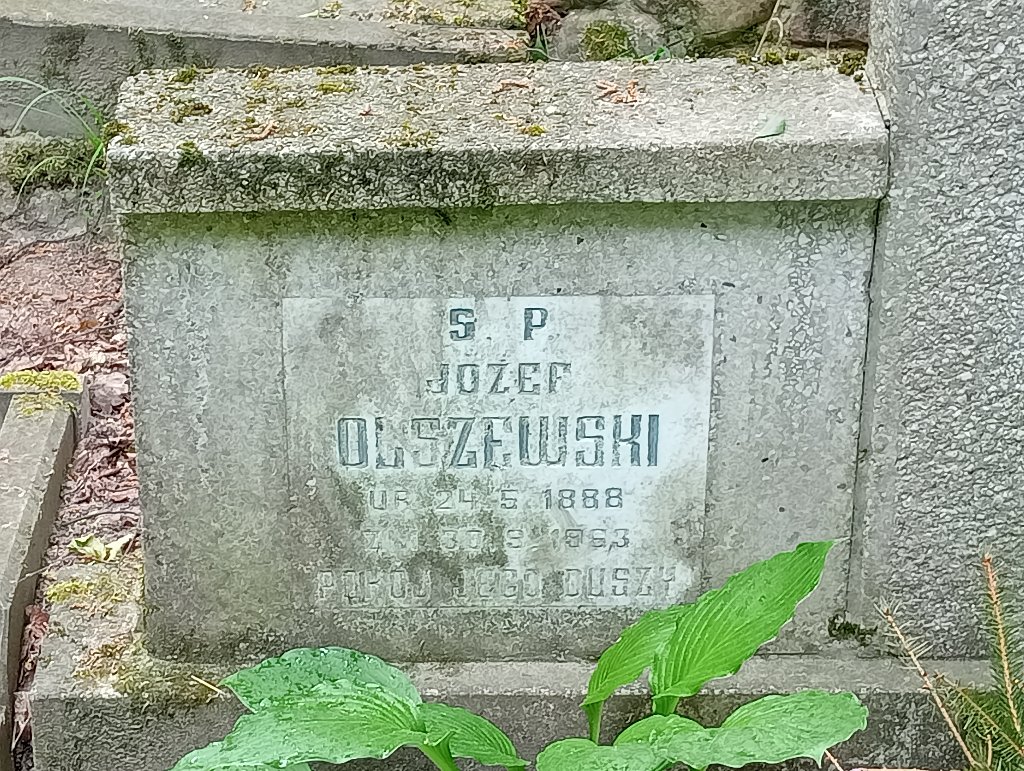 S. P.
JÓZEF
OLSZEWSKI
UR 24 5 1888
ZM 30 9 1963
POKÓJ JEGO DUSZY